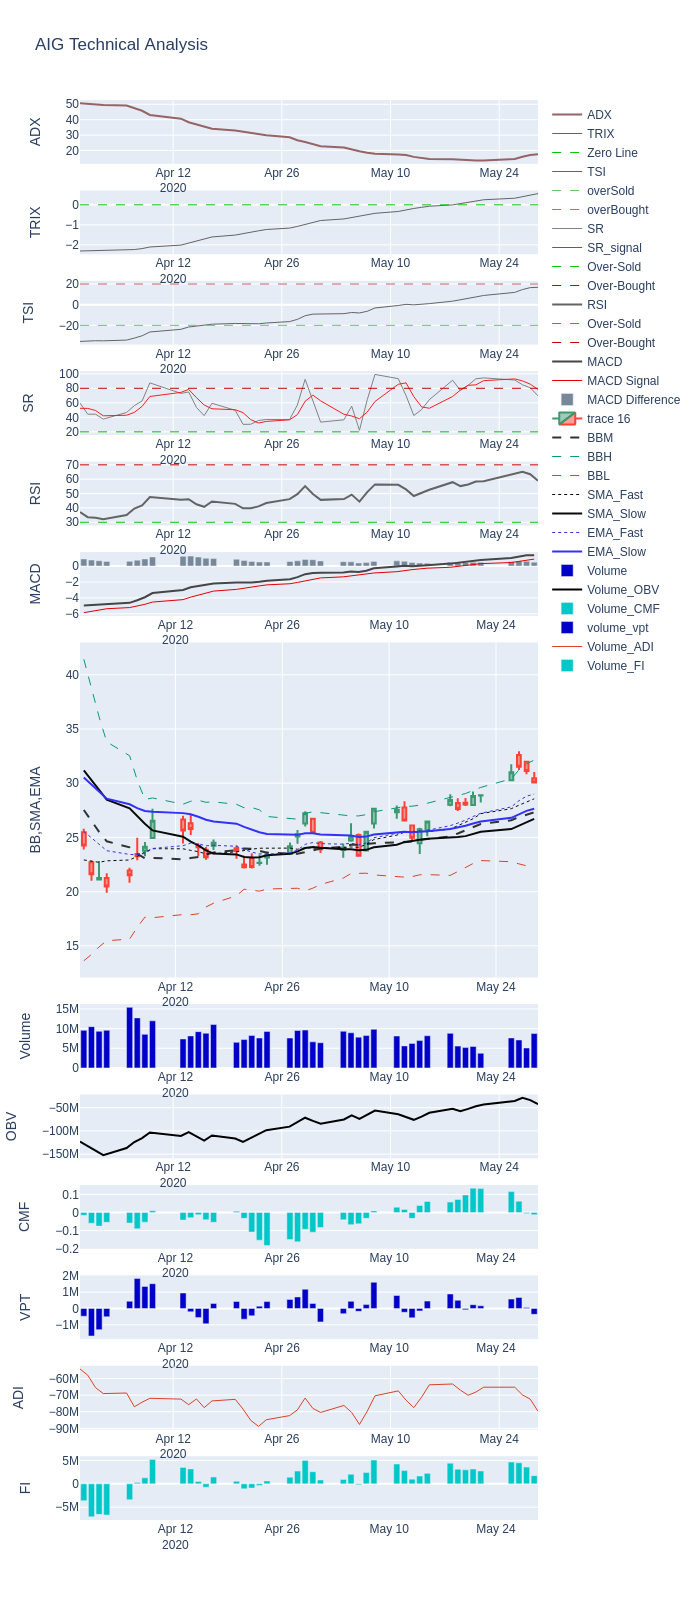 AIG Technical Analysis
ADX
50
40
30
20
Apr 12
2020
Apr 26
May 10
May 24
TRIX
0
−1
−2
Apr 12
2020
Apr 26
May 10
May 24
TSI
20
0
−20
Apr 12
2020
Apr 26
May 10
May 24
SR
100
80
60
40
20
Apr 12
2020
Apr 26
May 10
May 24
RSI
70
60
50
40
30
Apr 12
2020
Apr 26
May 10
May 24
MACD
0
−2
−4
−6
Apr 12
2020
Apr 26
May 10
May 24
BB,SMA,EMA
40
35
30
25
20
15
Apr 12
2020
Apr 26
May 10
May 24
Volume
15M
10M
5M
0
Apr 12
2020
Apr 26
May 10
May 24
OBV
−50M
−100M
−150M
Apr 12
2020
Apr 26
May 10
May 24
CMF
0.1
0
−0.1
−0.2
Apr 12
2020
Apr 26
May 10
May 24
VPT
2M
1M
0
−1M
Apr 12
2020
Apr 26
May 10
May 24
ADI
−60M
−70M
−80M
−90M
Apr 12
2020
Apr 26
May 10
May 24
FI
5M
0
−5M
Apr 12
2020
Apr 26
May 10
May 24
ADX
TRIX
Zero Line
TSI
overSold
overBought
SR
SR_signal
Over-Sold
Over-Bought
RSI
Over-Sold
Over-Bought
MACD
MACD Signal
MACD Difference
trace 16
BBM
BBH
BBL
SMA_Fast
SMA_Slow
EMA_Fast
EMA_Slow
Volume
Volume_OBV
Volume_CMF
volume_vpt
Volume_ADI
Volume_FI